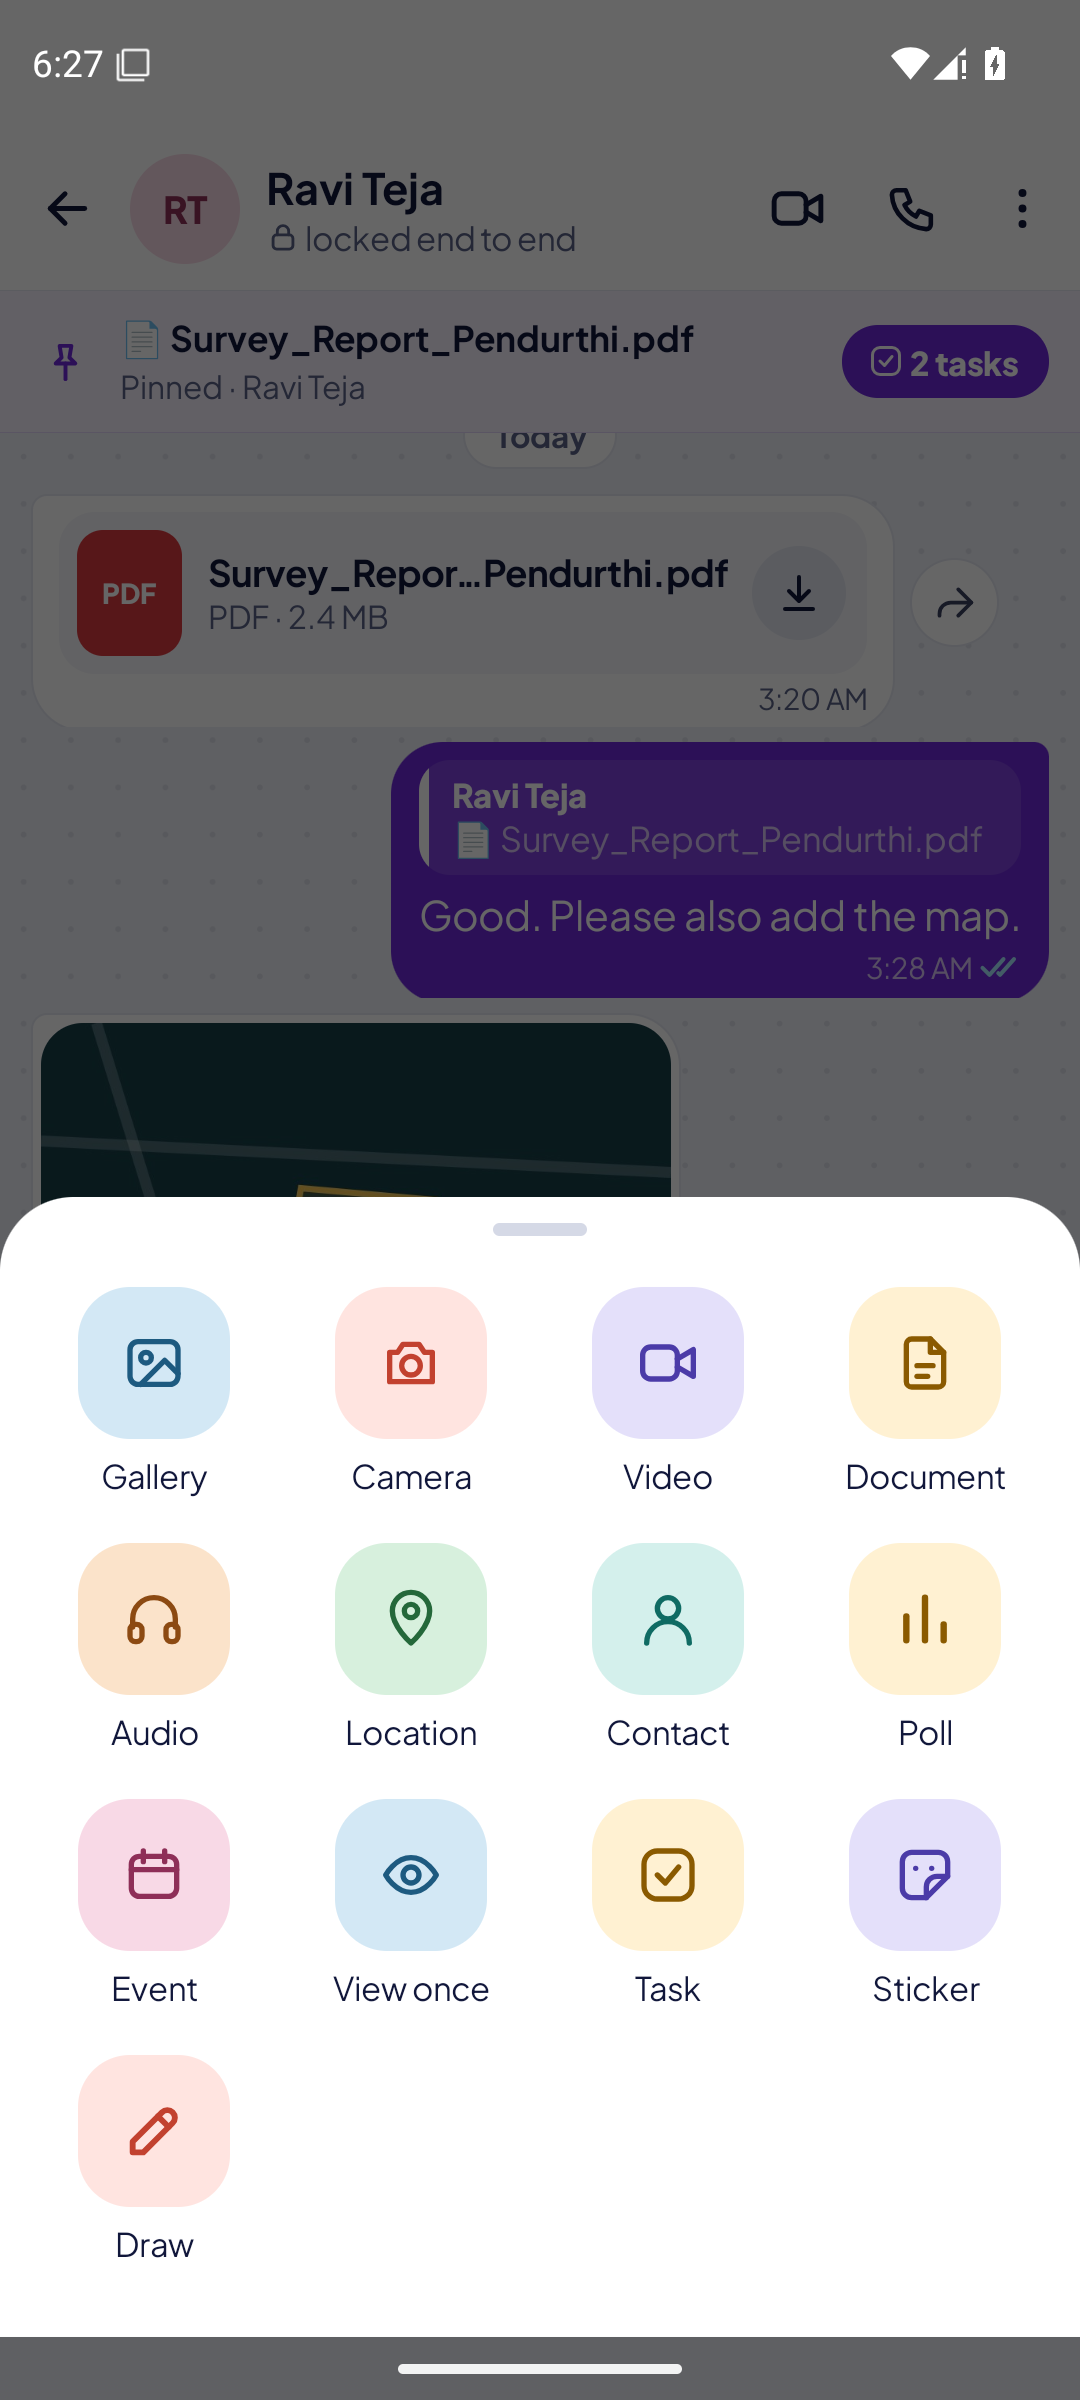 6:27
RT
Ravi Teja
locked end to end
Survey_Report_Pendurthi.pdf
Pinned · Ravi Teja
2 tasks
Today
PDF
Survey_Repor...Pendurthi.pdf
PDF · 2.4 MB
3:20 AM
Ravi Teja
Survey_Report_Pendurthi.pdf
Good. Please also add the map.
3:28 AM
Gallery
Camera
Video
Document
Audio
Location
Contact
Poll
Event
View once
Task
Sticker
Draw